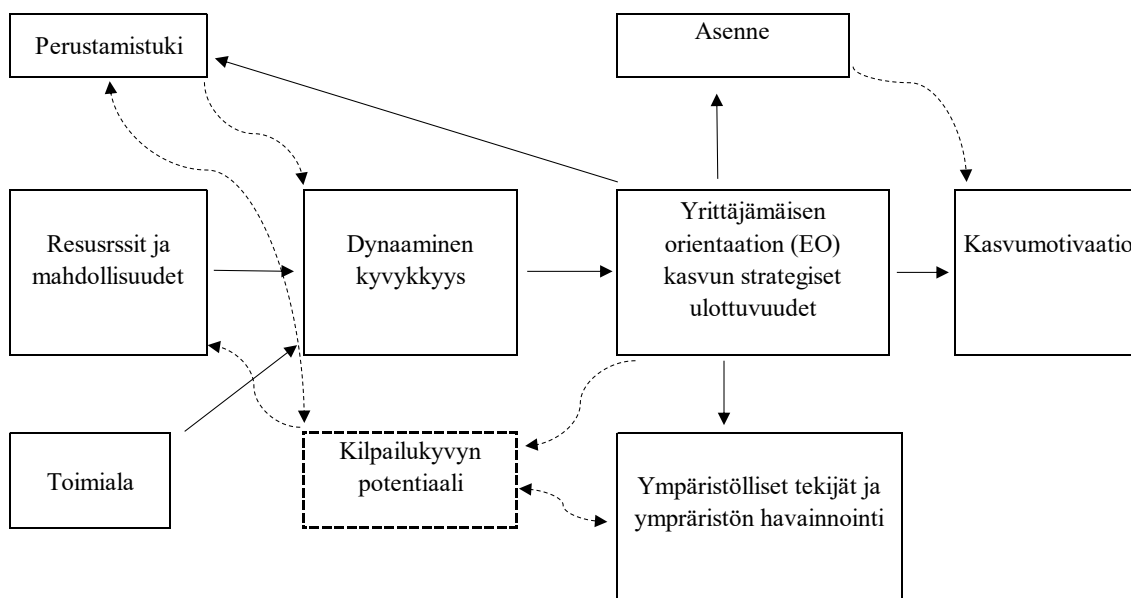 Perustamistuki
Asenne
Resusrssit ja
mahdollisuudet
Dynaaminen
kyvykkyys
Yrittäjämäisen
orientaation (EO)
kasvun strategiset
ulottuvuudet
Kasvumotivaatio
Toimiala
Kilpailukyvyn
potentiaali
Ympäristölliset tekijät ja
ympräristön havainnointi